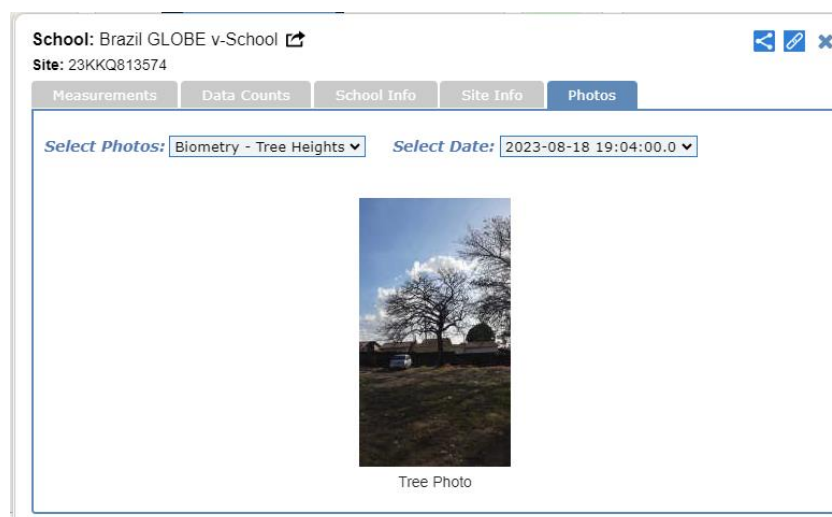 School: Brazil GLOBE v-School
Site: 23KKQ813574
Measurements Data Counts School Info Site Info Photos
Select Photos: Biometry - Tree Heights Select Date: 2023-08-18 19:04:00.0
Tree Photo